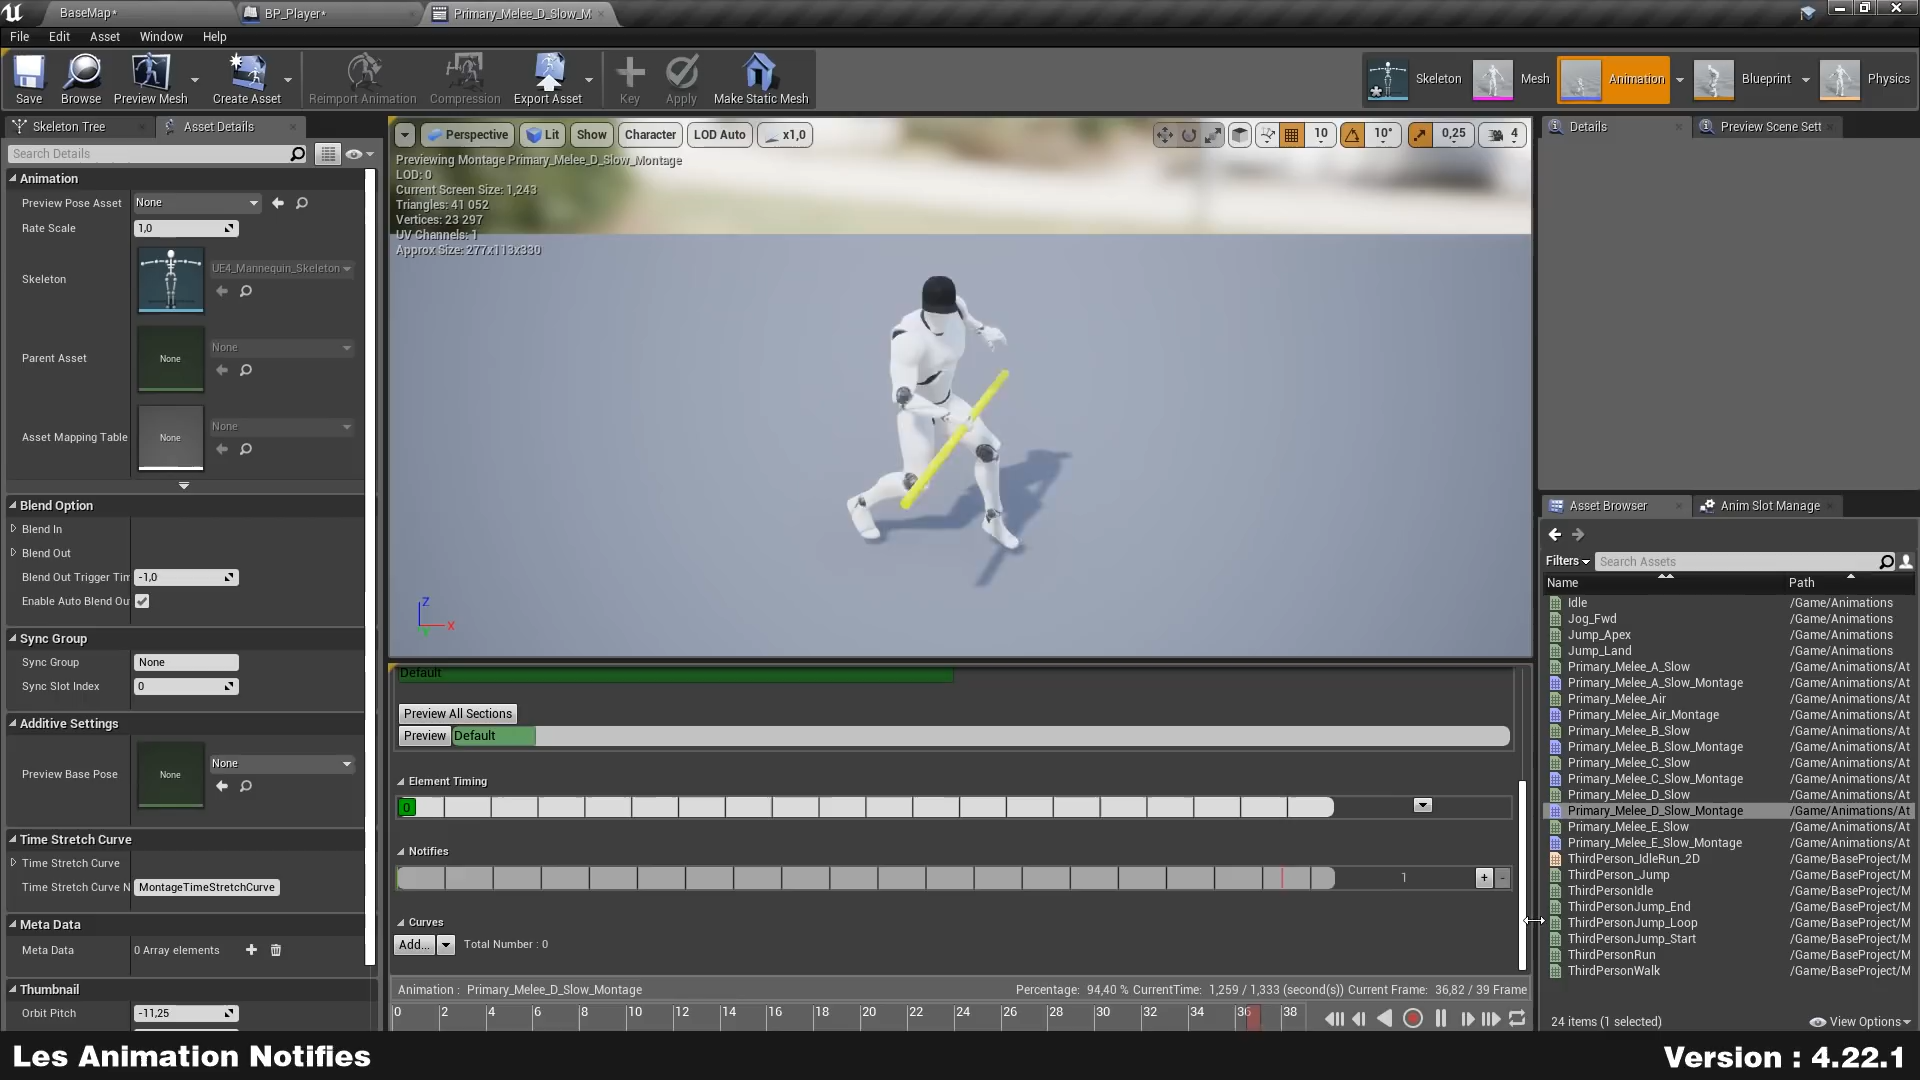 BaseMap*
BP_Player*
Primary_Melee_D_Slow_M
File Edit Asset Window Help
Save Browse Preview Mesh Create Asset Reimport Animation Compression Export Asset Key Apply Make Static Mesh
Skeleton Mesh Animation Blueprint Physics
Skeleton Tree Asset Details
Search Details
Animation
Preview Pose Asset None
Rate Scale 1,0
Skeleton UE4_Mannequin_Skeleton
Parent Asset None None
Asset Mapping Table None None
Blend Option
Blend In
Blend Out
Blend Out Trigger Tim -1,0
Enable Auto Blend Ou
Sync Group
Sync Group None
Sync Slot Index 0
Additive Settings
Preview Base Pose None None
Time Stretch Curve
Time Stretch Curve
Time Stretch Curve N MontageTimeStretchCurve
Meta Data
Meta Data 0 Array elements
Thumbnail
Orbit Pitch -11,25
Perspective Lit Show Character LOD Auto x1,0
10 10° 0,25 4
Previewing Montage Primary_Melee_D_Slow_Montage
LOD: 0
Current Screen Size: 1,243
Triangles: 41 052
Vertices: 23 297
UV Channels: 1
Approx Size: 277x113x330
Z
X
Default
Preview All Sections
Preview Default
Element Timing
0
Notifies
1 + -
Curves
Add... Total Number : 0
Animation : Primary_Melee_D_Slow_Montage Percentage: 94,40 % CurrentTime: 1,259 / 1,333 (second(s)) Current Frame: 36,82 / 39 Frame
0 2 4 6 8 10 12 14 16 18 20 22 24 26 28 30 32 34 36 38
Details Preview Scene Sett
Asset Browser Anim Slot Manage
Filters Search Assets
Name Path
Idle /Game/Animations
Jog_Fwd /Game/Animations
Jump_Apex /Game/Animations
Jump_Land /Game/Animations
Primary_Melee_A_Slow /Game/Animations/At
Primary_Melee_A_Slow_Montage /Game/Animations/At
Primary_Melee_Air /Game/Animations/At
Primary_Melee_Air_Montage /Game/Animations/At
Primary_Melee_B_Slow /Game/Animations/At
Primary_Melee_B_Slow_Montage /Game/Animations/At
Primary_Melee_C_Slow /Game/Animations/At
Primary_Melee_C_Slow_Montage /Game/Animations/At
Primary_Melee_D_Slow /Game/Animations/At
Primary_Melee_D_Slow_Montage /Game/Animations/At
Primary_Melee_E_Slow /Game/Animations/At
Primary_Melee_E_Slow_Montage /Game/Animations/At
ThirdPerson_IdleRun_2D /Game/BaseProject/M
ThirdPerson_Jump /Game/BaseProject/M
ThirdPersonIdle /Game/BaseProject/M
ThirdPersonJump_End /Game/BaseProject/M
ThirdPersonJump_Loop /Game/BaseProject/M
ThirdPersonJump_Start /Game/BaseProject/M
ThirdPersonRun /Game/BaseProject/M
ThirdPersonWalk /Game/BaseProject/M
24 items (1 selected) View Options
Les Animation Notifies
Version : 4.22.1